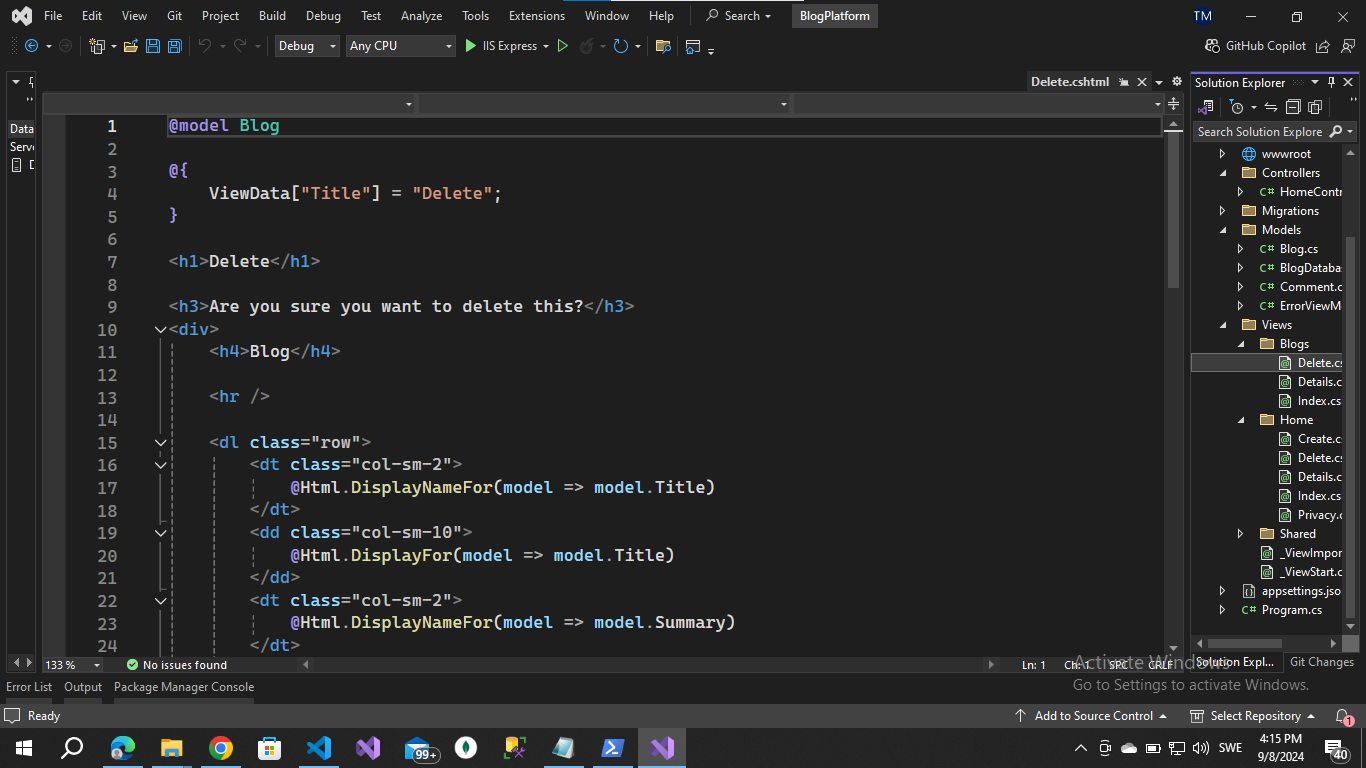 File Edit View Git Project Build Debug Test Analyze Tools Extensions Window Help Search BlogPlatform TM
Debug Any CPU IIS Express GitHub Copilot
Delete.cshtml
Solution Explorer
Search Solution Explore
Data
Serv
1 @model Blog
2
3 @{
4 ViewData["Title"] = "Delete";
5 }
6
7 <h1>Delete</h1>
8
9 <h3>Are you sure you want to delete this?</h3>
10 <div>
11 <h4>Blog</h4>
12
13 <hr />
14
15 <dl class="row">
16 <dt class="col-sm-2">
17 @Html.DisplayNameFor(model => model.Title)
18 </dt>
19 <dd class="col-sm-10">
20 @Html.DisplayFor(model => model.Title)
21 </dd>
22 <dt class="col-sm-2">
23 @Html.DisplayNameFor(model => model.Summary)
24 </dt>
wwwroot
Controllers
C# HomeContr
Migrations
Models
C# Blog.cs
C# BlogDataba
C# Comment.c
C# ErrorViewM
Views
Blogs
Delete.cs
Details.c
Index.cs
Home
Create.c
Delete.cs
Details.c
Index.cs
Privacy.c
Shared
_ViewImpor
_ViewStart.c
appsettings.jso
C# Program.cs
133 % No issues found Ln: 1 Ch: 1 SPC CRLF
Solution Expl... Git Changes
Activate Windows
Go to Settings to activate Windows.
Error List Output Package Manager Console
Ready Add to Source Control Select Repository 1
99+ SWE 4:15 PM
9/8/2024 40